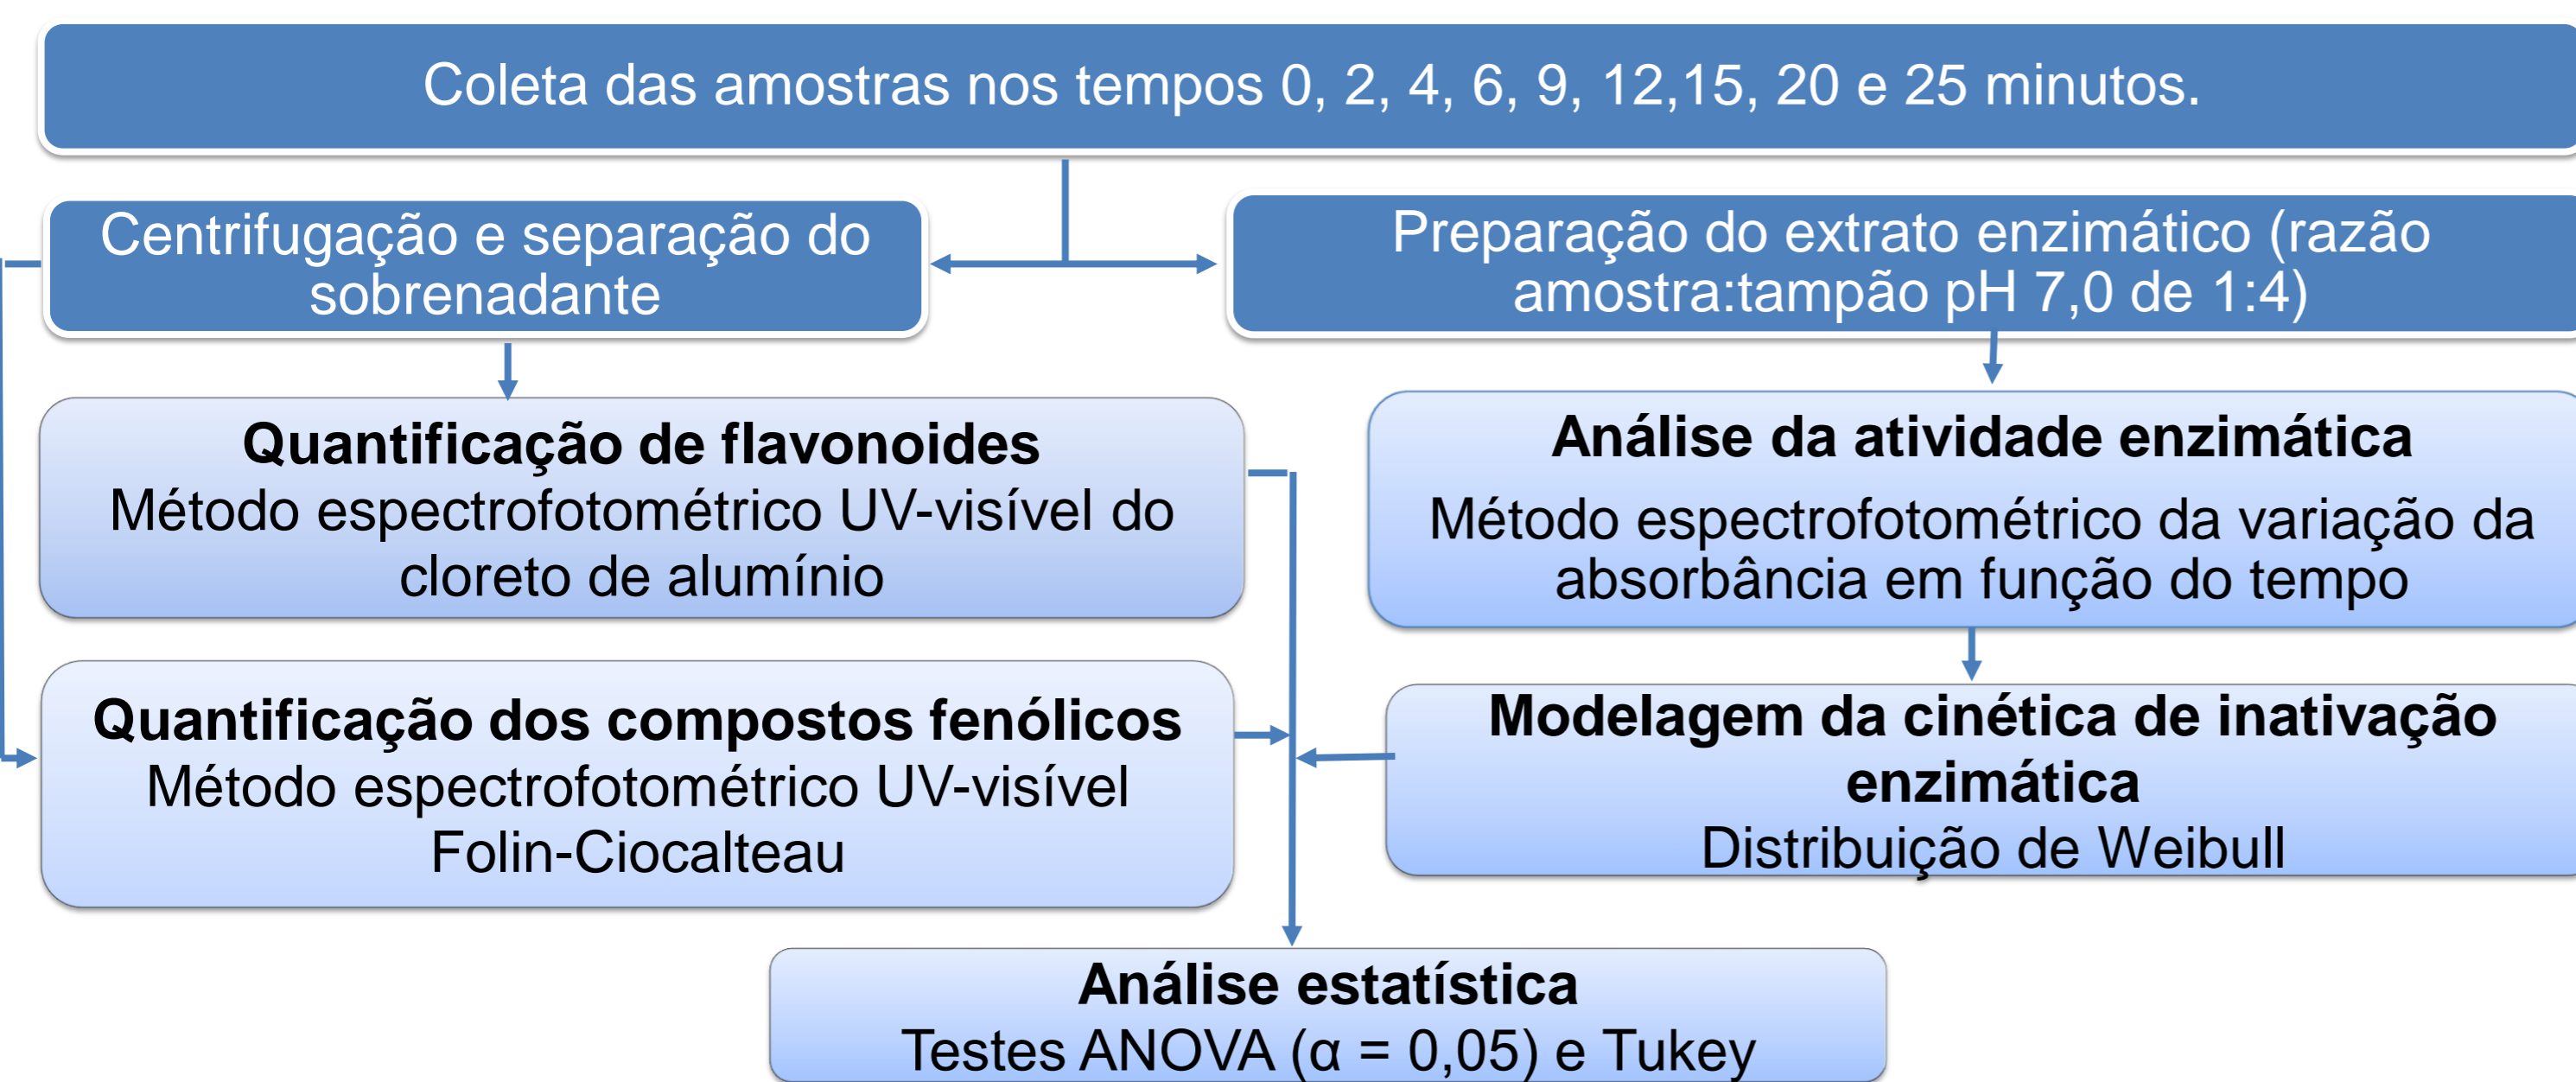 Coleta das amostras nos tempos 0, 2, 4, 6, 9, 12,15, 20 e 25 minutos.
Centrifugação e separação do
sobrenadante
Preparação do extrato enzimático (razão
amostra:tampão pH 7,0 de 1:4)
Quantificação de flavonoides
Método espectrofotométrico UV-visível do
cloreto de alumínio
Análise da atividade enzimática
Método espectrofotométrico da variação da
absorbância em função do tempo
Quantificação dos compostos fenólicos
Método espectrofotométrico UV-visível
Folin-Ciocalteau
Modelagem da cinética de inativação
enzimática
Distribuição de Weibull
Análise estatística
Testes ANOVA (α = 0,05) e Tukey